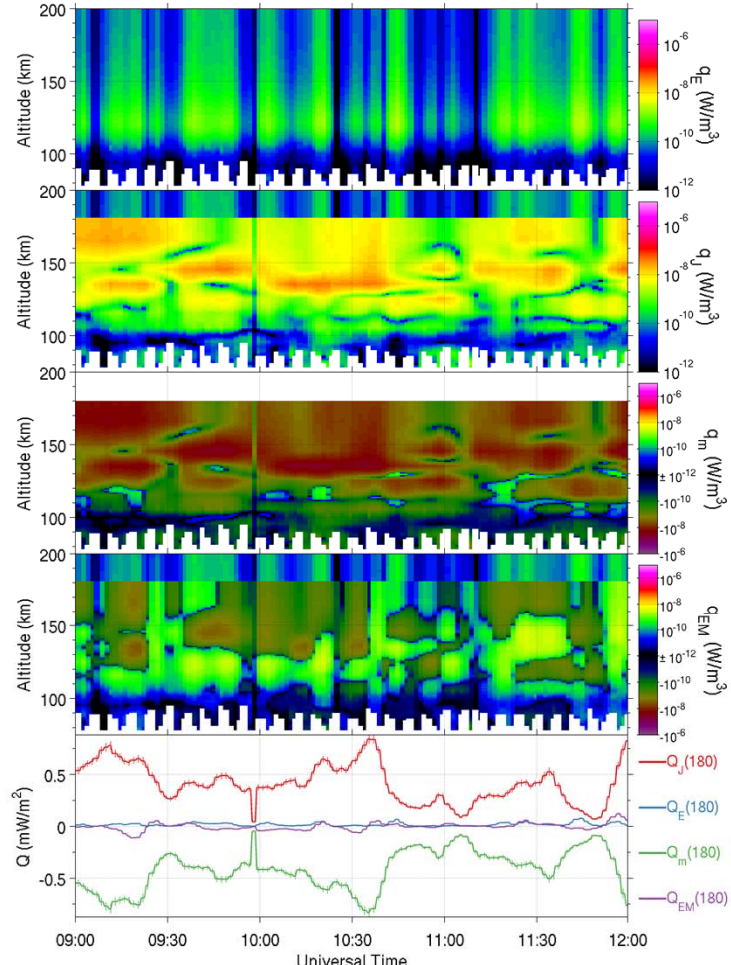 200
150
100
Altitude (km)
10^-6
10^-8
10^-10
10^-12
q_E (W/m^3)
200
150
100
Altitude (km)
10^-6
10^-8
10^-10
10^-12
q_J (W/m^3)
200
150
100
Altitude (km)
10^-6
10^-8
10^-10
± 10^-12
-10^-10
-10^-8
-10^-6
q_m (W/m^3)
200
150
100
Altitude (km)
10^-6
10^-8
10^-10
± 10^-12
-10^-10
-10^-8
-10^-6
q_EM (W/m^3)
0.5
0
-0.5
Q (mW/m^2)
Q_J(180)
Q_E(180)
Q_m(180)
Q_EM(180)
09:00 09:30 10:00 10:30 11:00 11:30 12:00
Universal Time